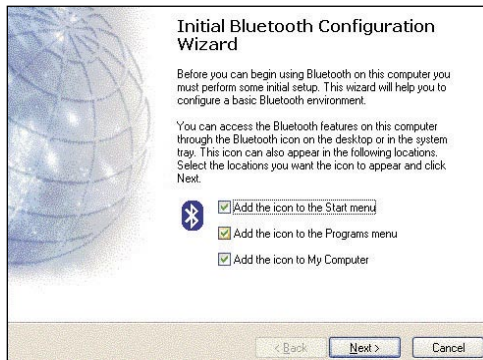 Initial Bluetooth Configuration
Wizard
Before you can begin using Bluetooth on this computer you
must perform some initial setup. This wizard will help you to
configure a basic Bluetooth environment.
You can access the Bluetooth features on this computer
through the Bluetooth icon on the desktop or in the system
tray. This icon can also appear in the following locations.
Select the locations you want the icon to appear and click
Next.
Add the icon to the Start menu
Add the icon to the Programs menu
Add the icon to My Computer
< Back Next > Cancel